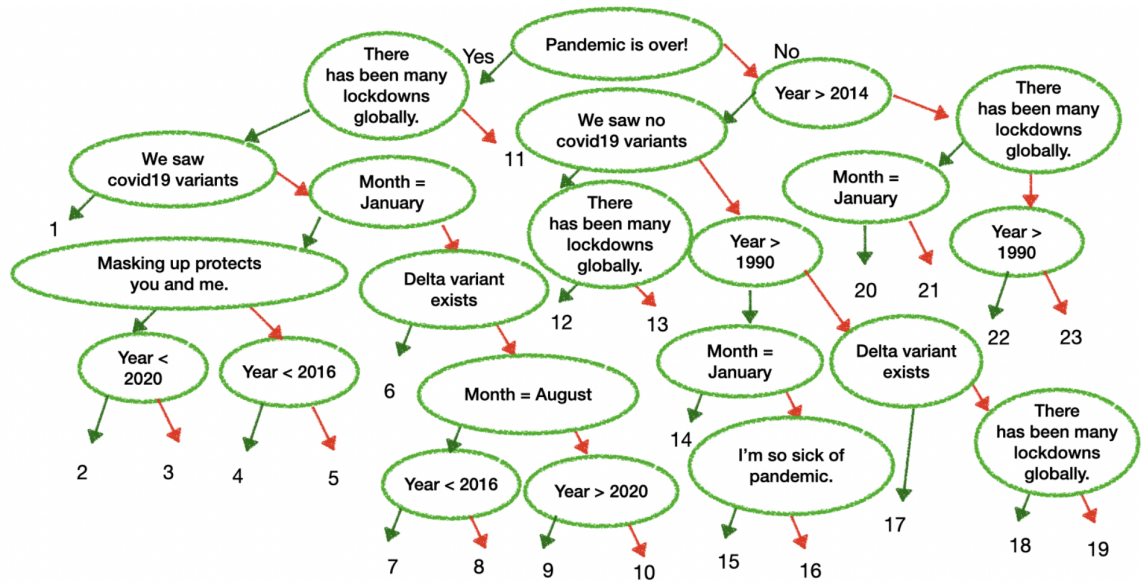 Pandemic is over!
Yes
No
There
has been many
lockdowns
globally.
Year > 2014
There
has been many
lockdowns
globally.
We saw no
covid19 variants
11
We saw
covid19 variants
Month =
January
Month =
January
1
There
has been many
lockdowns
globally.
Year >
1990
Year >
1990
Masking up protects
you and me.
Delta variant
exists
20
21
12
13
22
23
Year <
2020
Year < 2016
Month =
January
Delta variant
exists
6
Month = August
14
There
has been many
lockdowns
globally.
I'm so sick of
pandemic.
2
3
4
5
Year < 2016
Year > 2020
17
7
8
9
10
15
16
18
19